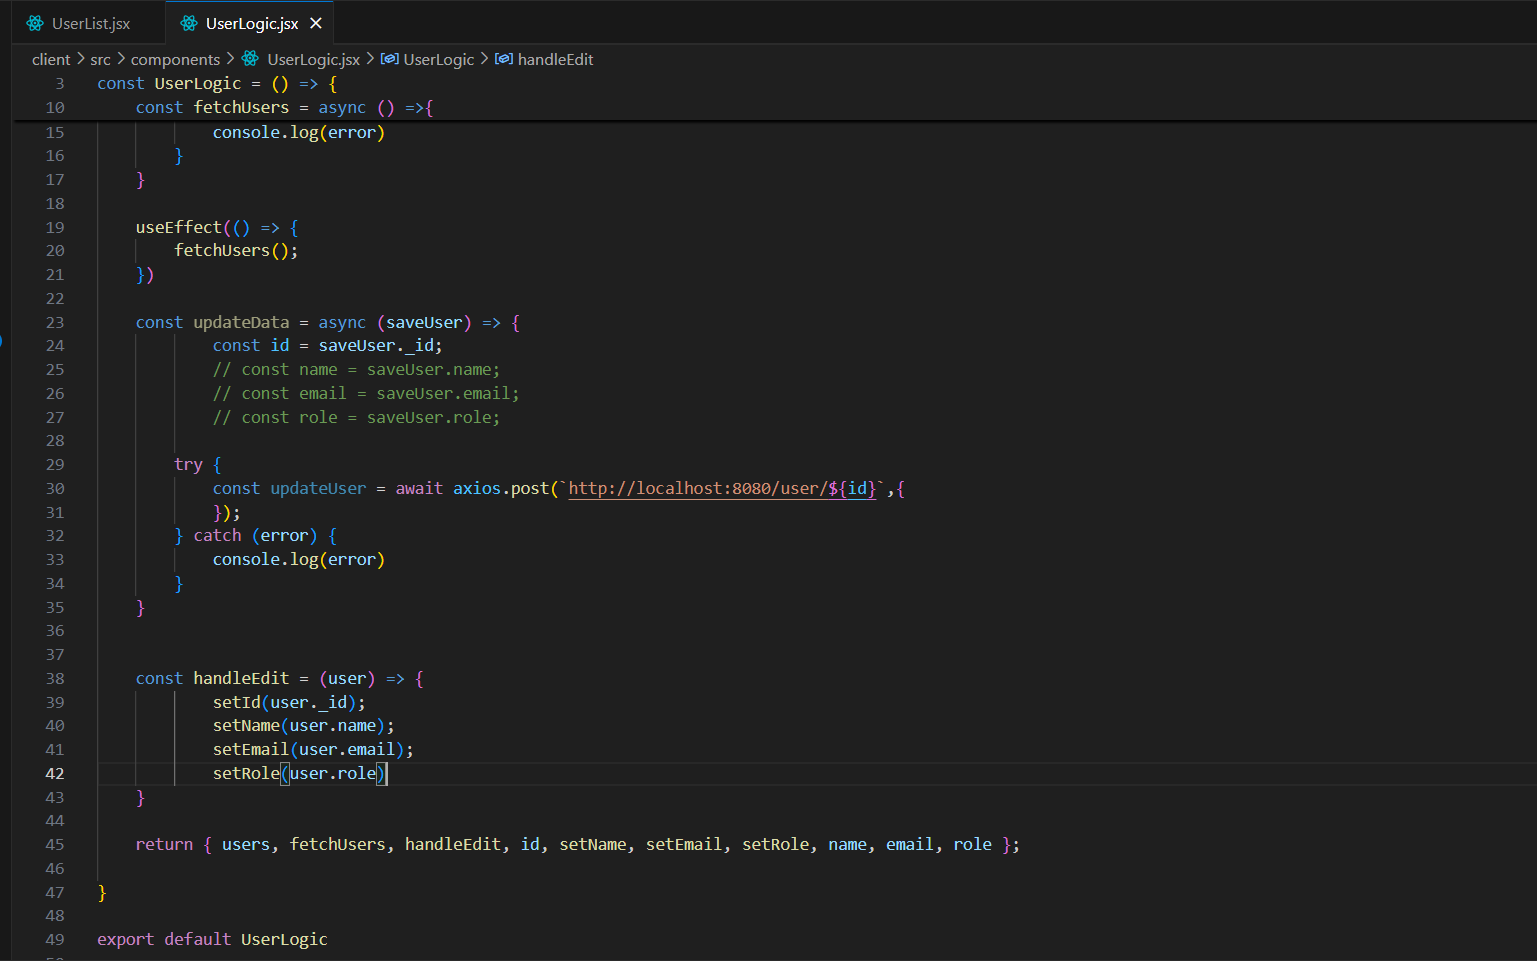 UserList.jsx UserLogic.jsx
client > src > components > UserLogic.jsx > UserLogic > handleEdit
3 const UserLogic = () => {
10 const fetchUsers = async () =>{
15 console.log(error)
16 }
17 }
18
19 useEffect(() => {
20 fetchUsers();
21 })
22
23 const updateData = async (saveUser) => {
24 const id = saveUser._id;
25 // const name = saveUser.name;
26 // const email = saveUser.email;
27 // const role = saveUser.role;
28
29 try {
30 const updateUser = await axios.post(`http://localhost:8080/user/${id}`,{
31 });
32 } catch (error) {
33 console.log(error)
34 }
35 }
36
37
38 const handleEdit = (user) => {
39 setId(user._id);
40 setName(user.name);
41 setEmail(user.email);
42 setRole(user.role)
43 }
44
45 return { users, fetchUsers, handleEdit, id, setName, setEmail, setRole, name, email, role };
46
47 }
48
49 export default UserLogic